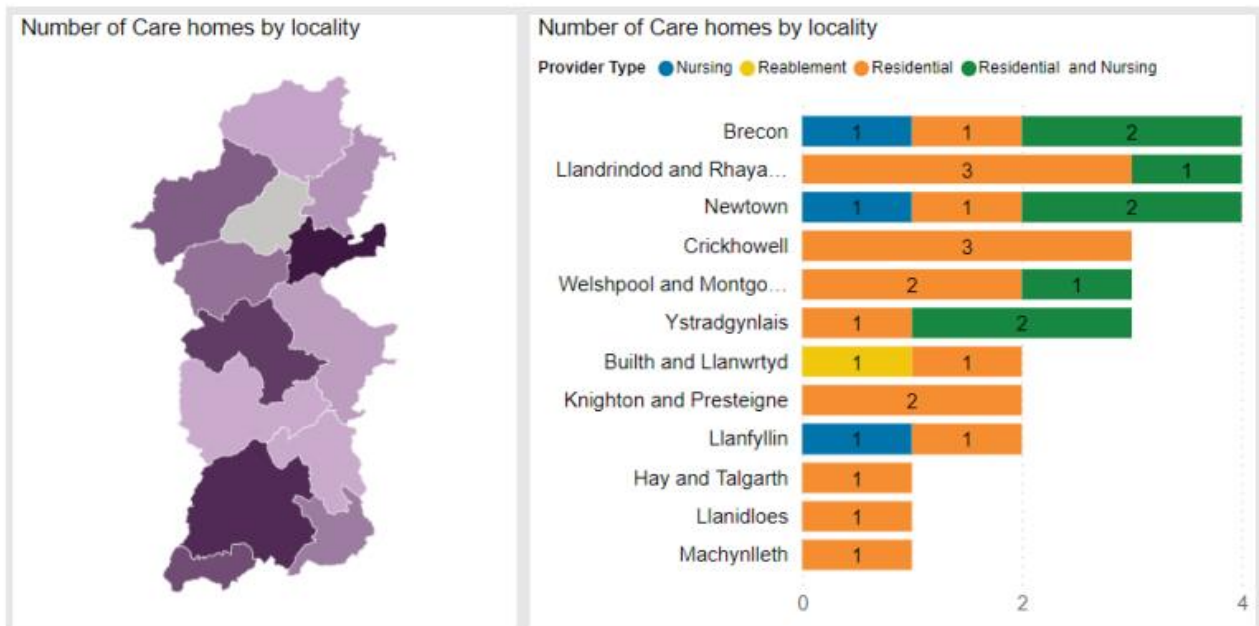 Number of Care homes by locality
Number of Care homes by locality
Provider Type Nursing Reablement Residential Residential and Nursing
Brecon 1 1 2
Llandrindod and Rhaya... 3 1
Newtown 1 1 2
Crickhowell 3
Welshpool and Montgo... 2 1
Ystradgynlais 1 2
Builth and Llanwrtyd 1 1
Knighton and Presteigne 2
Llanfyllin 1 1
Hay and Talgarth 1
Llanidloes 1
Machynlleth 1
0 2 4